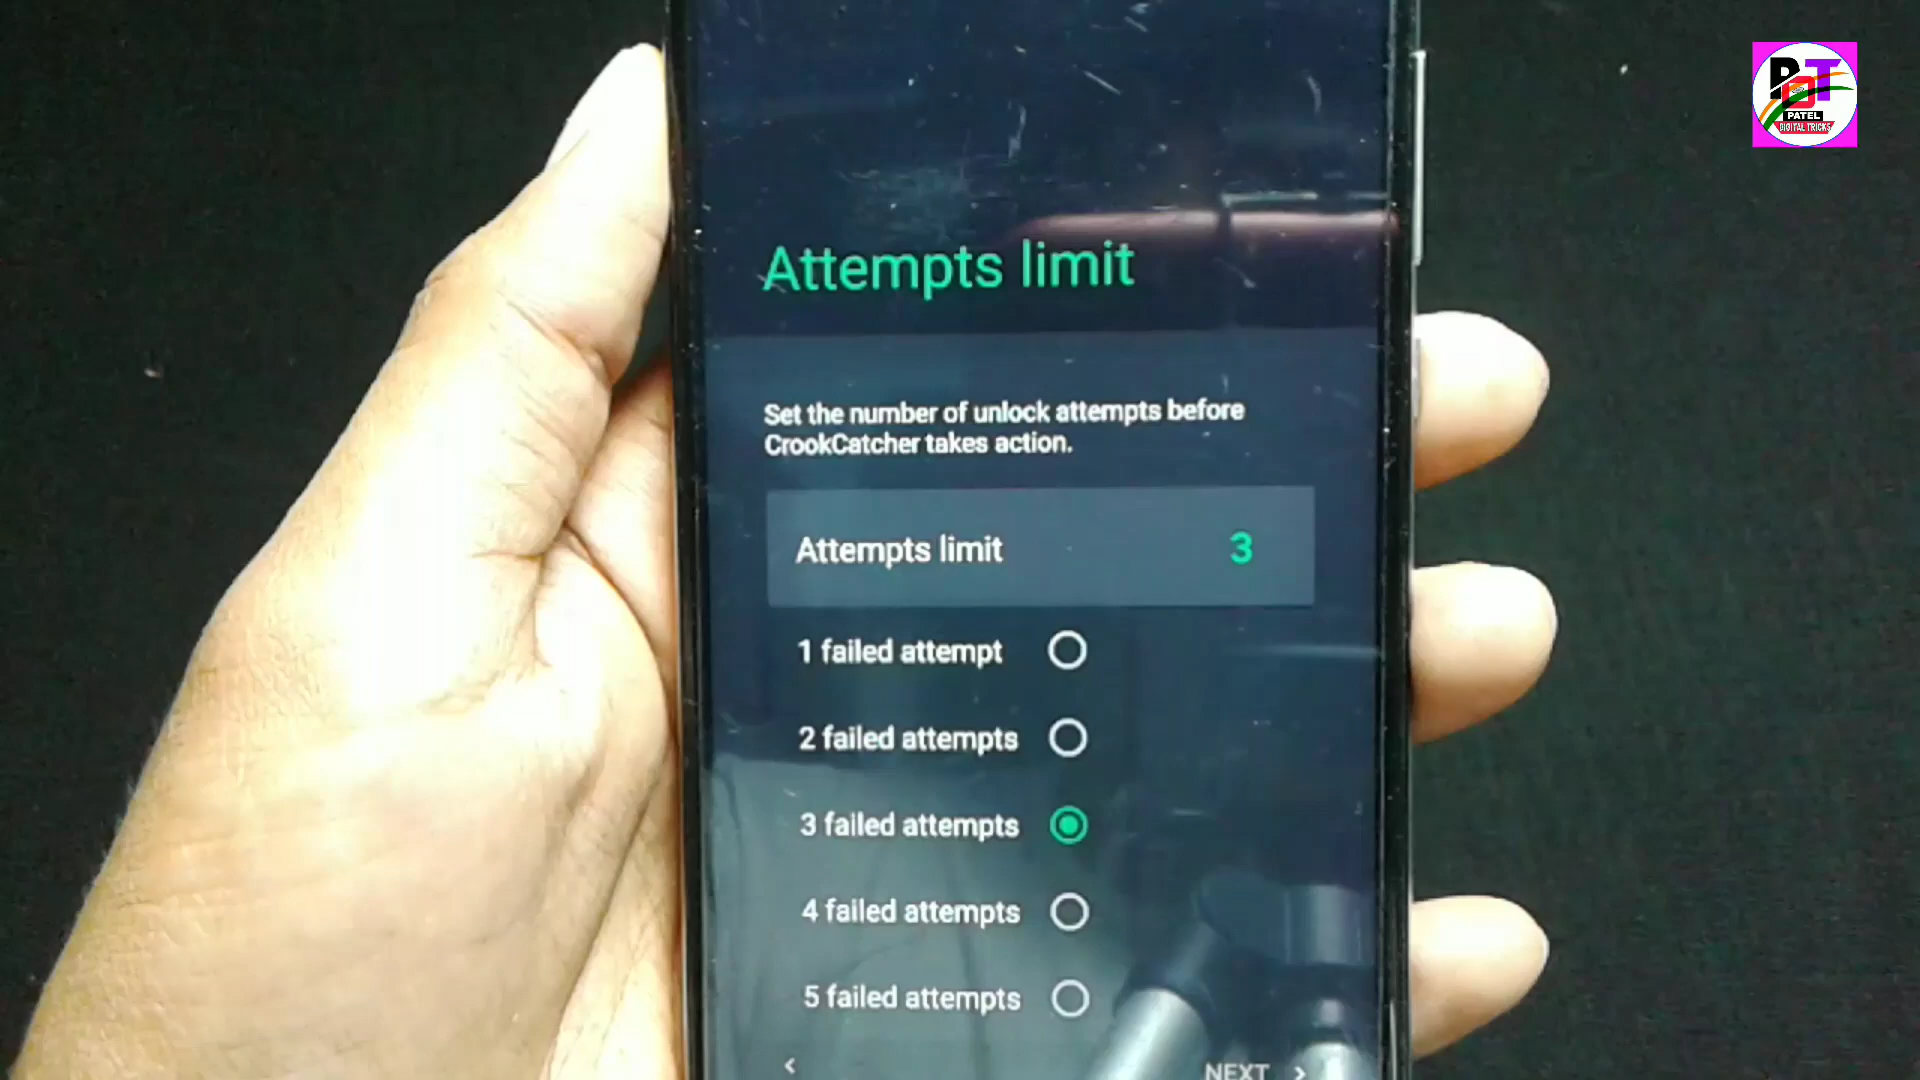 PDT
PATEL
DIGITAL TRICKS
Attempts limit
Set the number of unlock attempts before
CrookCatcher takes action.
Attempts limit 3
1 failed attempt
2 failed attempts
3 failed attempts
4 failed attempts
5 failed attempts
< NEXT >